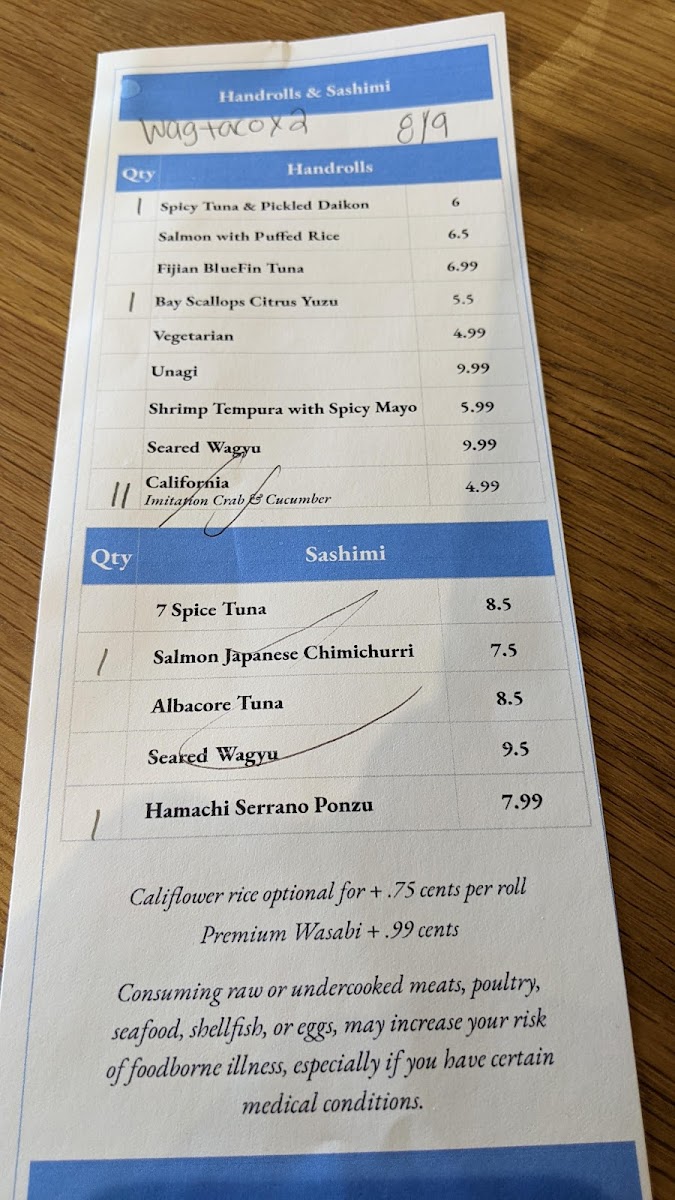 Handrolls & Sashimi
Wagtacox2 8/9
Qty Handrolls
1 Spicy Tuna & Pickled Daikon 6
Salmon with Puffed Rice 6.5
Fijian BlueFin Tuna 6.99
1 Bay Scallops Citrus Yuzu 5.5
Vegetarian 4.99
Unagi 9.99
Shrimp Tempura with Spicy Mayo 5.99
Seared Wagyu 9.99
11 California 4.99
Imitation Crab & Cucumber
Qty Sashimi
7 Spice Tuna 8.5
1 Salmon Japanese Chimichurri 7.5
Albacore Tuna 8.5
Seared Wagyu 9.5
1 Hamachi Serrano Ponzu 7.99
Califlower rice optional for + .75 cents per roll
Premium Wasabi + .99 cents
Consuming raw or undercooked meats, poultry,
seafood, shellfish, or eggs, may increase your risk
of foodborne illness, especially if you have certain
medical conditions.